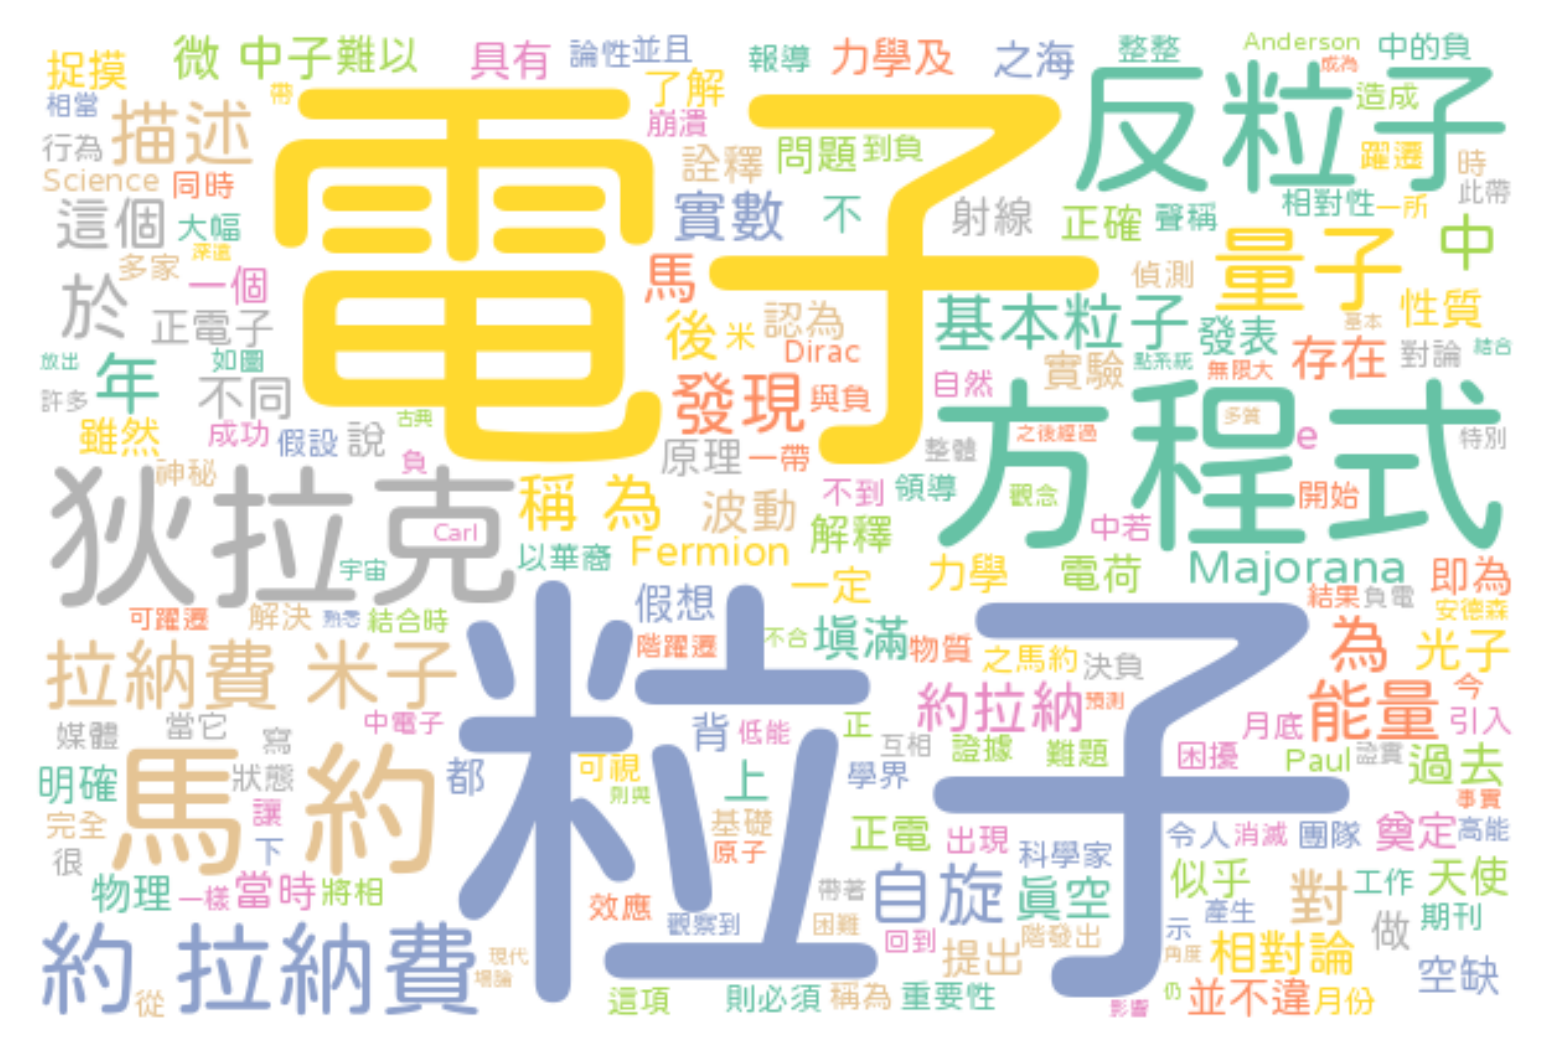 捉摸
微 中子 難以
具有
論性 並且
報導
力學及
之海
整整
Anderson
成為
中的負
相當
帶
了解
描述
電子
反粒子
造成
崩潰
行為
詮釋
問題
到負
躍遷
時
Science
同時
此帶
這個
大幅
實數
不
射線
正確
聲稱
相對性
一所
深遠
多家
一個
馬
偵測
量子
中
於
正電子
後
米
認為
基本粒子
發表
性質
基本
放出
年
如圖
Dirac
實驗
點系統
無限大
存在
對論
結合
許多
不同
發現
與負
自然
方程式
多質
雖然
成功
假設
說
古典
原理
一帶
整體
之後經過
e
特別
神秘
負
狄拉克
稱 為
波動
不到
領導
觀念
開始
Carl
解釋
中若
宇宙
以華裔
Fermion
一定
力學
電荷
Majorana
即為
可躍遷
解決
熟悉
結合時
假想
結果
負電
安德森
拉納費 米子
粒子
階躍遷
不合
填滿
物質
之馬約
決負
為
光子
媒體
當它
中電子
背
低能
正
約拉納
預測
月底
能量
今
引入
寫
互相
證據
難題
困擾
Paul
證實
過去
明確
馬 約
狀態
都
可視
則與
上
學界
事實
完全
讓
基礎
正電
出現
科學家
令人
消滅
團隊
奠定
高能
很
下
原子
物理
一樣
當時
將相
效應
帶著
自旋
真空
似乎
對
工作
天使
觀察到
困難
回到
階發出
示
產生
做
期刊
約 拉納費
現代
場論
提出
角度
相對論
空缺
從
這項
則必須
稱為
重要性
影響
仍
並不違
月份